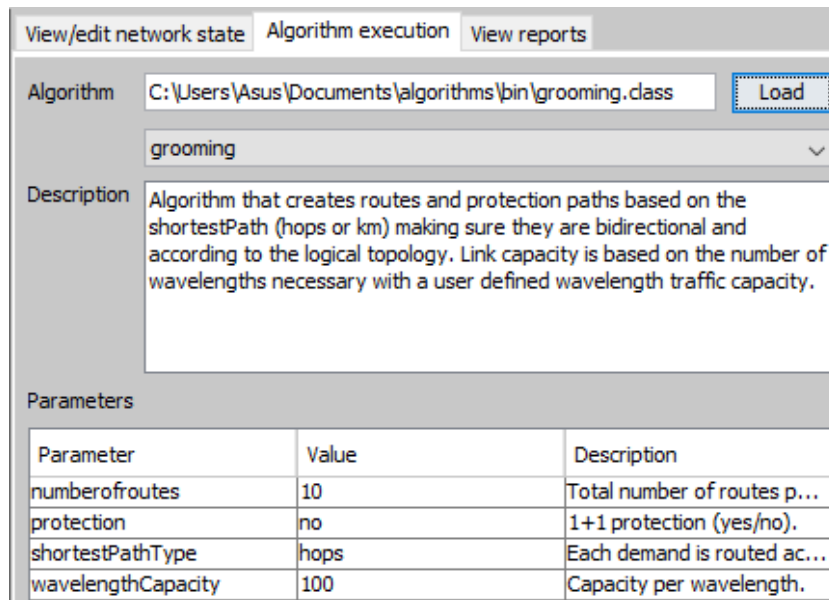 View/edit network state Algorithm execution View reports
Algorithm C:\Users\Asus\Documents\algorithms\bin\grooming.class Load
grooming
Description Algorithm that creates routes and protection paths based on the
shortestPath (hops or km) making sure they are bidirectional and
according to the logical topology. Link capacity is based on the number of
wavelengths necessary with a user defined wavelength traffic capacity.
Parameters
Parameter Value Description
numberofroutes 10 Total number of routes p...
protection no 1+1 protection (yes/no).
shortestPathType hops Each demand is routed ac...
wavelengthCapacity 100 Capacity per wavelength.